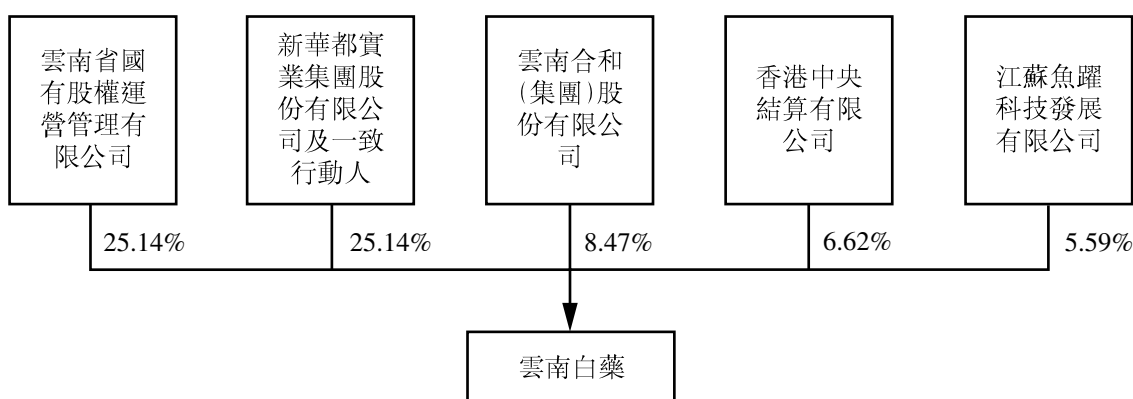 雲南省國
有股權運
營管理有
限公司
新華都實
業集團股
份有限公
司及一致
行動人
雲南合和
(集團)股
份有限公
司
香港中央
結算有限
公司
江蘇魚躍
科技發展
有限公司
25.14%
25.14%
8.47%
6.62%
5.59%
雲南白藥